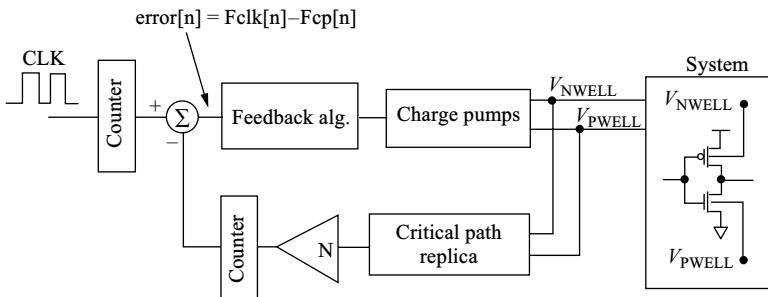 error[n] = Fclk[n]–Fcp[n]
CLK
Counter
+
Σ
−
Feedback alg.
Charge pumps
VNWELL
VPWELL
System
VNWELL
VPWELL
Counter
N
Critical path
replica